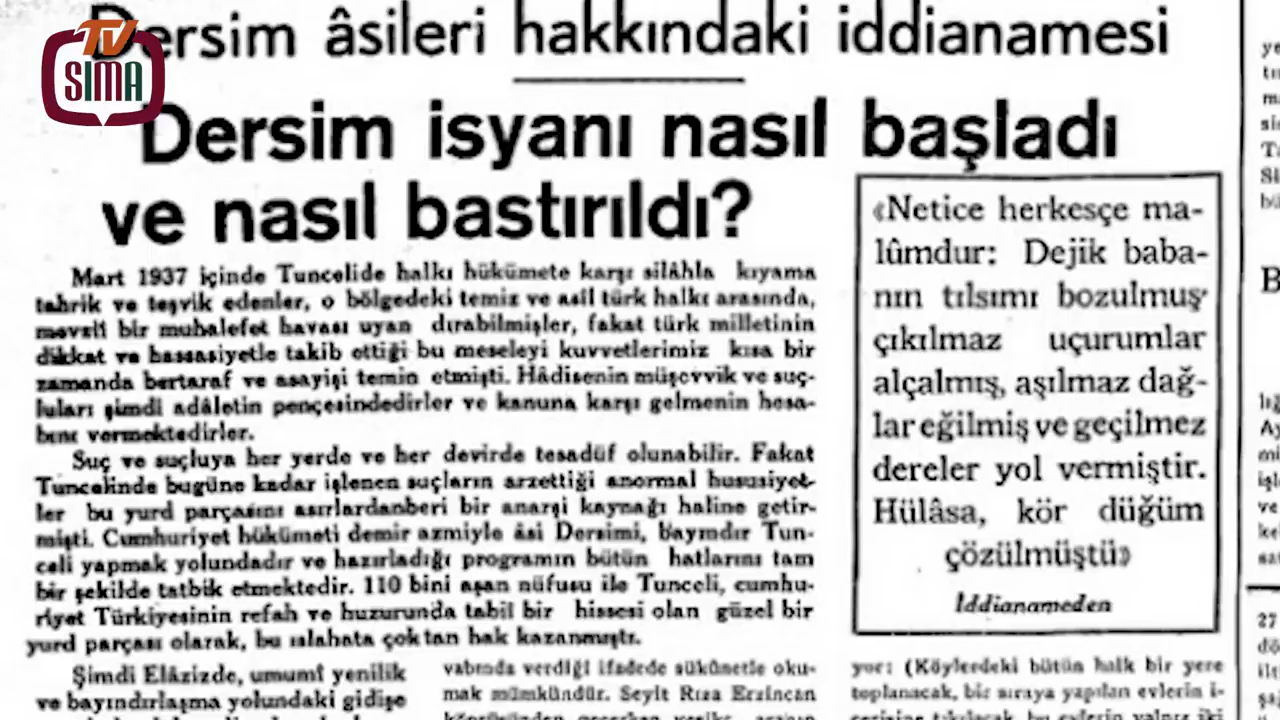 TV
SIMA
Dersim âsileri hakkındaki iddianamesi
Dersim isyanı nasıl başladı
ve nasıl bastırıldı?
Mart 1937 içinde Tuncelide halkı hükûmete karşı silâhla kıyama
tahrik ve teşvik edenler, o bölgedeki temiz ve asil türk halkı arasında,
mevzii bir muhalefet havası uyan dırabilmişler, fakat türk milletinin
dikkat ve hassasiyetle takib ettiği bu meseleyi kuvvetlerimiz kısa bir
zamanda bertaraf ve asayişi temin etmişti. Hâdisenin müşevvik ve suç-
luları şimdi adâletin pençesindedirler ve kanuna karşı gelmenin hesa-
bını vermektedirler.
Suç ve suçluya her yerde ve her devirde tesadüf olunabilir. Fakat
Tuncelinde bugüne kadar işlenen suçların arzettiği anormal hususiyet-
ler bu yurd parçasını asırlardanberi bir anarşi kaynağı haline getir-
mişti. Cumhuriyet hükûmeti demir azmiyle âsi Dersimi, bayındır Tun-
celi yapmak yolundadır ve hazırladığı programın bütün hatlarını tam
bir şekilde tatbik etmektedir. 110 bini aşan nüfusu ile Tunceli, cumhu-
riyet Türkiyesinin refah ve huzurunda tabiî bir hissesi olan güzel bir
yurd parçası olarak, bu ıslahata çoktan hak kazanmıştır.
«Netice herkesçe ma-
lûmdur: Dejik baba-
nın tılsımı bozulmuş
çıkılmaz uçurumlar
alçalmış, aşılmaz dağ-
lar eğilmiş ve geçilmez
dereler yol vermiştir.
Hülâsa, kör düğüm
çözülmüştü»
İddianameden
Şimdi Elâzizde, umumî yenilik
ve bayındırlaşma yolundaki gidişe
vabında verdiği ifadede sükûnetle oku-
mak mümkündür. Seyit Rıza Erzincan
yor: (Köylerdeki bütün halk bir yere
toplanacak, bir sıraya yapılan evlerin i-
27